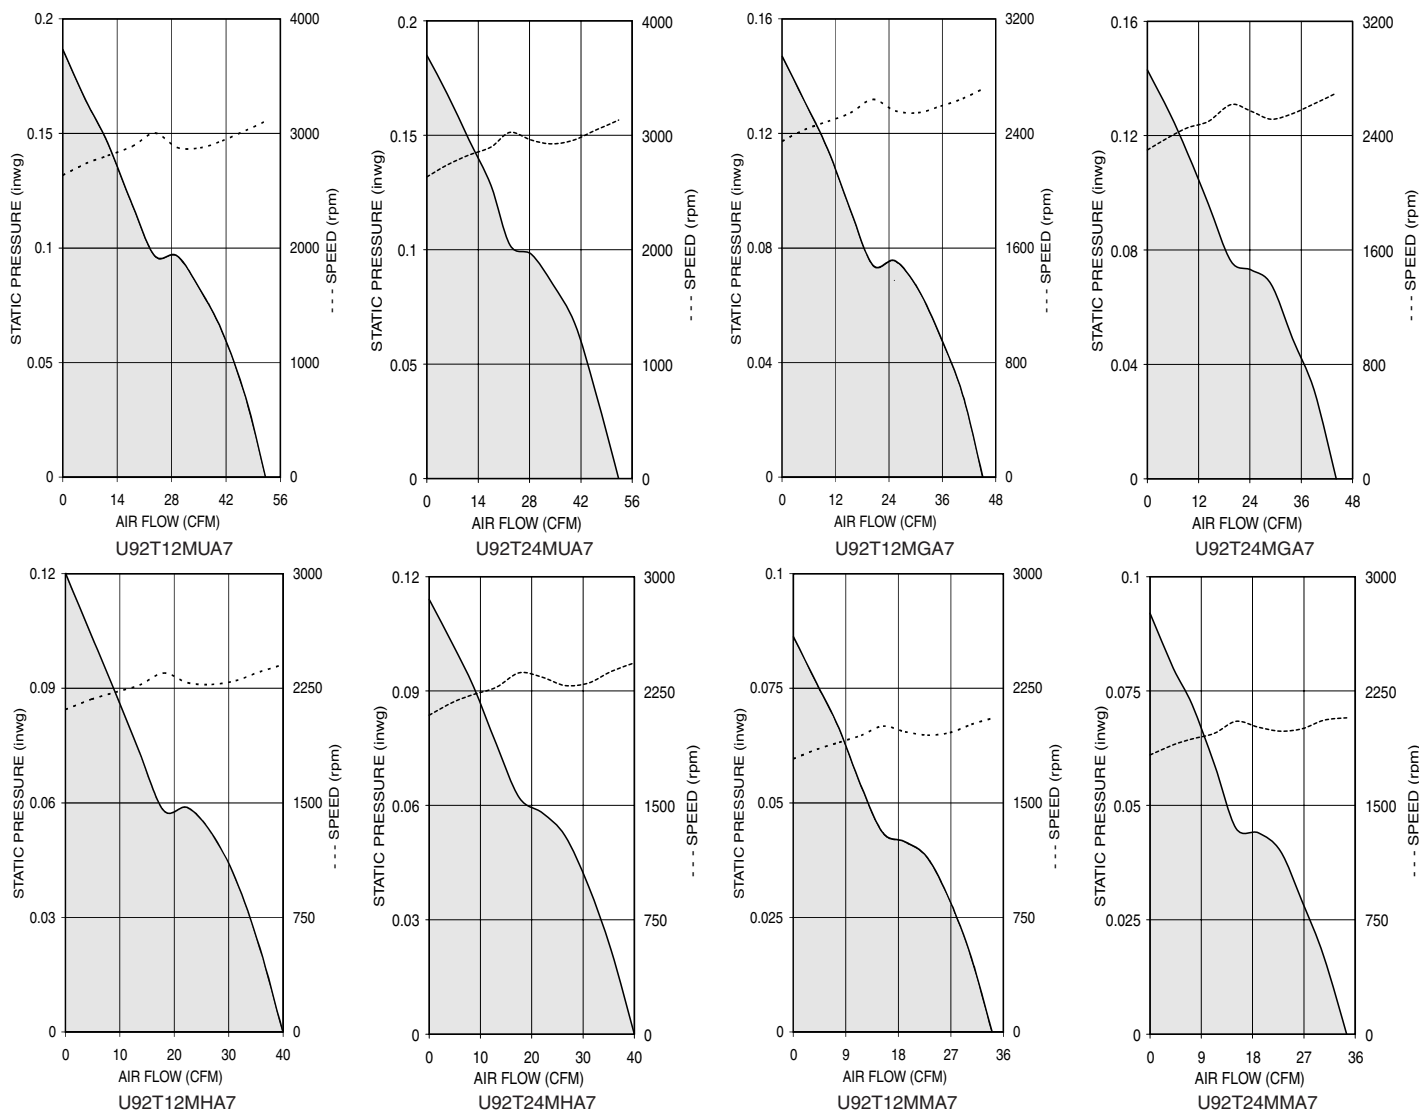 0.2
0.15
0.1
0.05
0
4000
3000
2000
1000
0
0 14 28 42 56
STATIC PRESSURE (inwg)
--- SPEED (rpm)
AIR FLOW (CFM)
U92T12MUA7
0.2
0.15
0.1
0.05
0
4000
3000
2000
1000
0
0 14 28 42 56
STATIC PRESSURE (inwg)
--- SPEED (rpm)
AIR FLOW (CFM)
U92T24MUA7
0.16
0.12
0.08
0.04
0
3200
2400
1600
800
0
0 12 24 36 48
STATIC PRESSURE (inwg)
--- SPEED (rpm)
AIR FLOW (CFM)
U92T12MGA7
0.16
0.12
0.08
0.04
0
3200
2400
1600
800
0
0 12 24 36 48
STATIC PRESSURE (inwg)
--- SPEED (rpm)
AIR FLOW (CFM)
U92T24MGA7
0.12
0.09
0.06
0.03
0
3000
2250
1500
750
0
0 10 20 30 40
STATIC PRESSURE (inwg)
--- SPEED (rpm)
AIR FLOW (CFM)
U92T12MHA7
0.12
0.09
0.06
0.03
0
3000
2250
1500
750
0
0 10 20 30 40
STATIC PRESSURE (inwg)
--- SPEED (rpm)
AIR FLOW (CFM)
U92T24MHA7
0.1
0.075
0.05
0.025
0
3000
2250
1500
750
0
0 9 18 27 36
STATIC PRESSURE (inwg)
--- SPEED (rpm)
AIR FLOW (CFM)
U92T12MMA7
0.1
0.075
0.05
0.025
0
3000
2250
1500
750
0
0 9 18 27 36
STATIC PRESSURE (inwg)
--- SPEED (rpm)
AIR FLOW (CFM)
U92T24MMA7